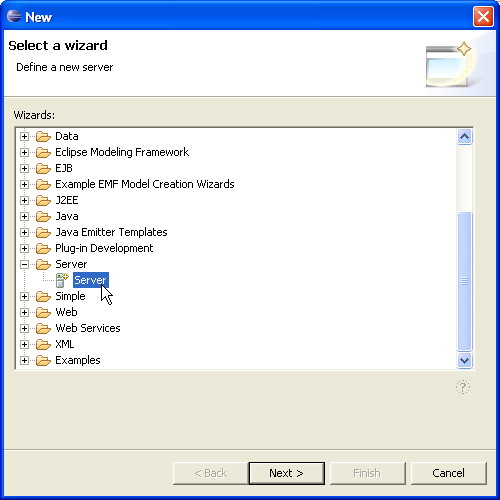 New
Select a wizard
Define a new server
Wizards:
Data
Eclipse Modeling Framework
EJB
Example EMF Model Creation Wizards
J2EE
Java
Java Emitter Templates
Plug-in Development
Server
Server
Simple
Web
Web Services
XML
Examples
?
< Back Next > Finish Cancel